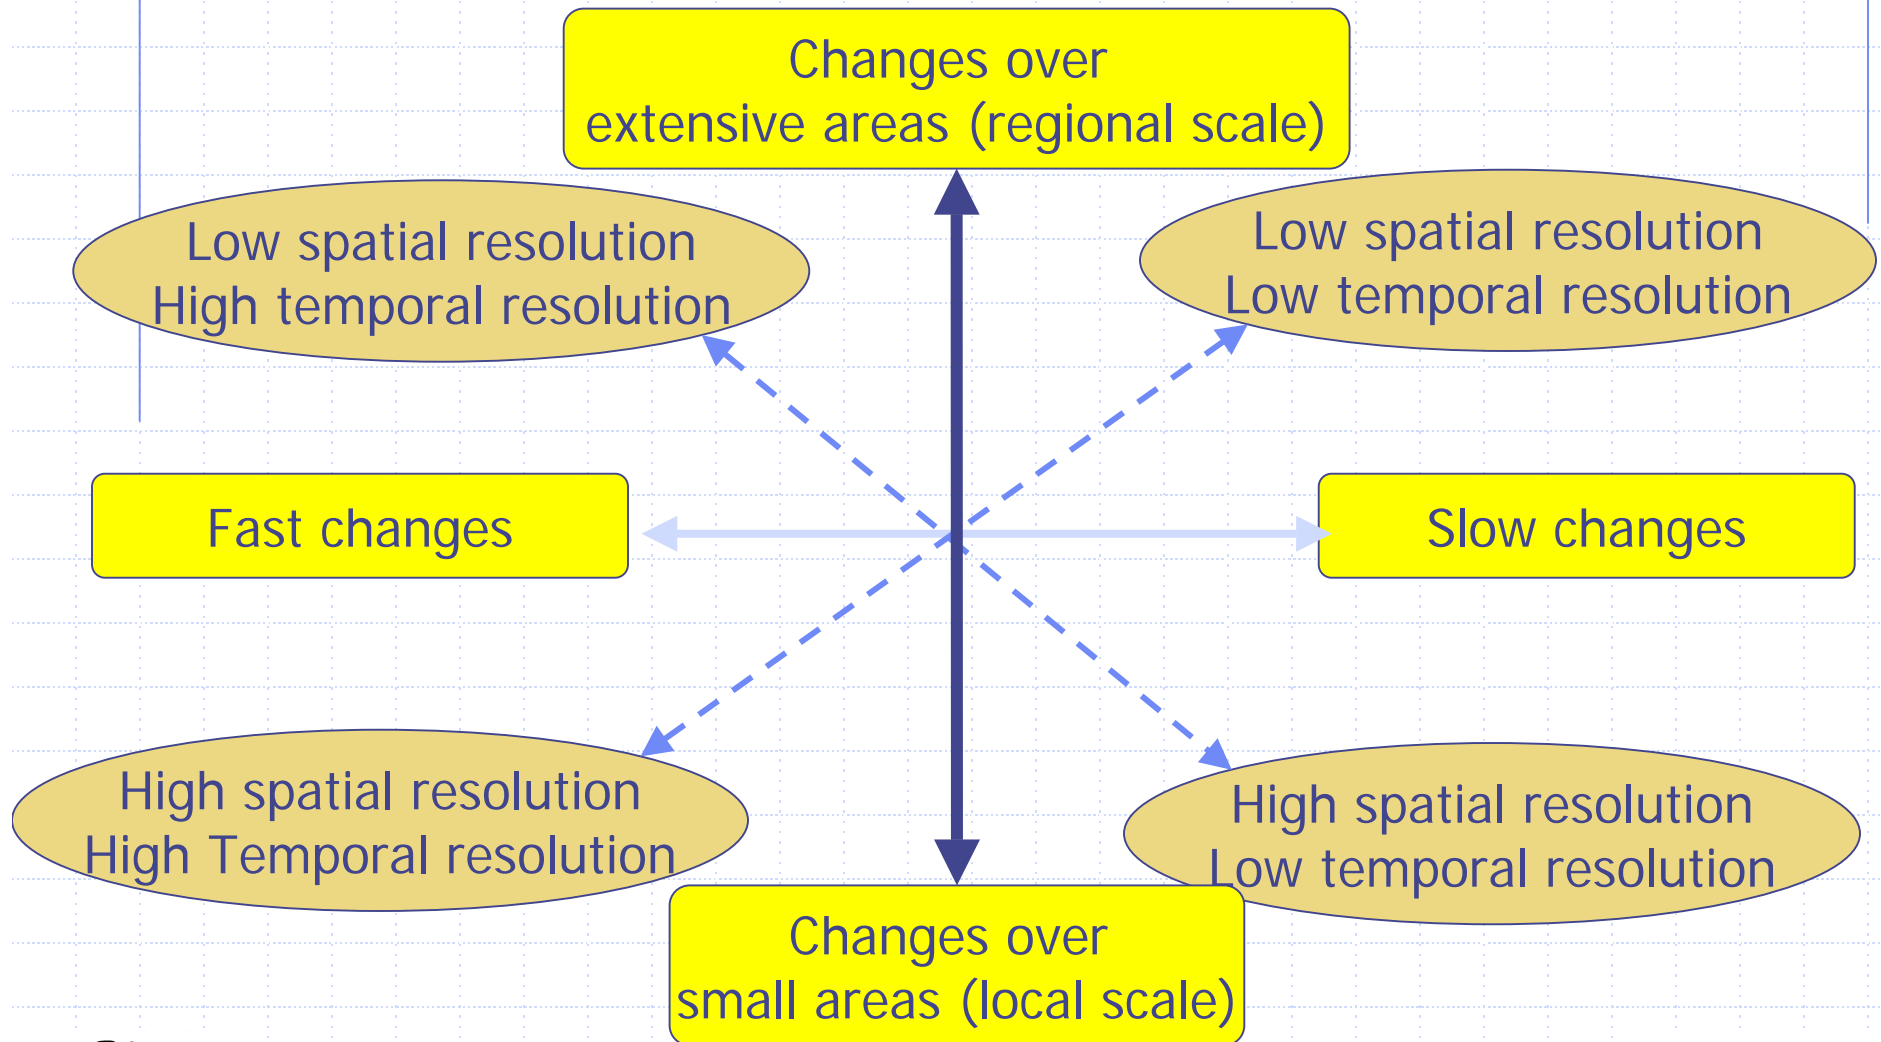 Changes over
extensive areas (regional scale)
Low spatial resolution
High temporal resolution
Low spatial resolution
Low temporal resolution
Fast changes
Slow changes
High spatial resolution
High Temporal resolution
High spatial resolution
Low temporal resolution
Changes over
small areas (local scale)